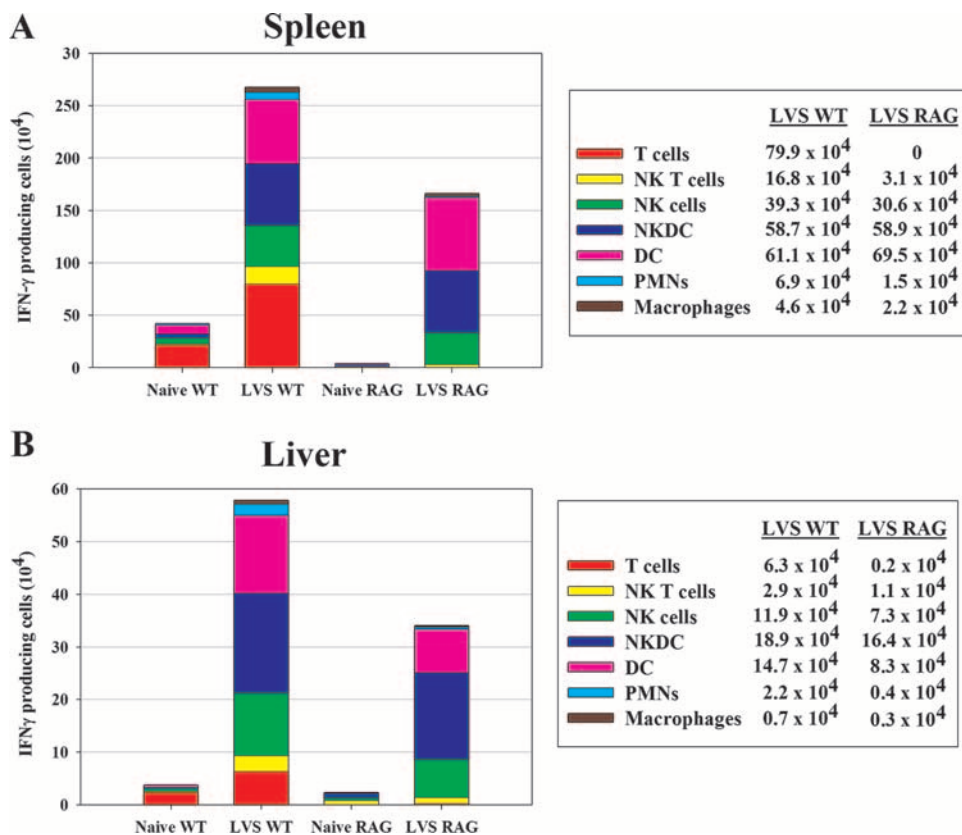 A
Spleen
30
250
200
150
100
50
0
IFN-γ producing cells (10⁴)
Naive WT LVS WT Naive RAG LVS RAG
LVS WT LVS RAG
T cells 79.9 x 10⁴ 0
NK T cells 16.8 x 10⁴ 3.1 x 10⁴
NK cells 39.3 x 10⁴ 30.6 x 10⁴
NKDC 58.7 x 10⁴ 58.9 x 10⁴
DC 61.1 x 10⁴ 69.5 x 10⁴
PMNs 6.9 x 10⁴ 1.5 x 10⁴
Macrophages 4.6 x 10⁴ 2.2 x 10⁴
B
Liver
60
50
40
30
20
10
0
IFNγ producing cells (10⁴)
Naive WT LVS WT Naive RAG LVS RAG
LVS WT LVS RAG
T cells 6.3 x 10⁴ 0.2 x 10⁴
NK T cells 2.9 x 10⁴ 1.1 x 10⁴
NK cells 11.9 x 10⁴ 7.3 x 10⁴
NKDC 18.9 x 10⁴ 16.4 x 10⁴
DC 14.7 x 10⁴ 8.3 x 10⁴
PMNs 2.2 x 10⁴ 0.4 x 10⁴
Macrophages 0.7 x 10⁴ 0.3 x 10⁴